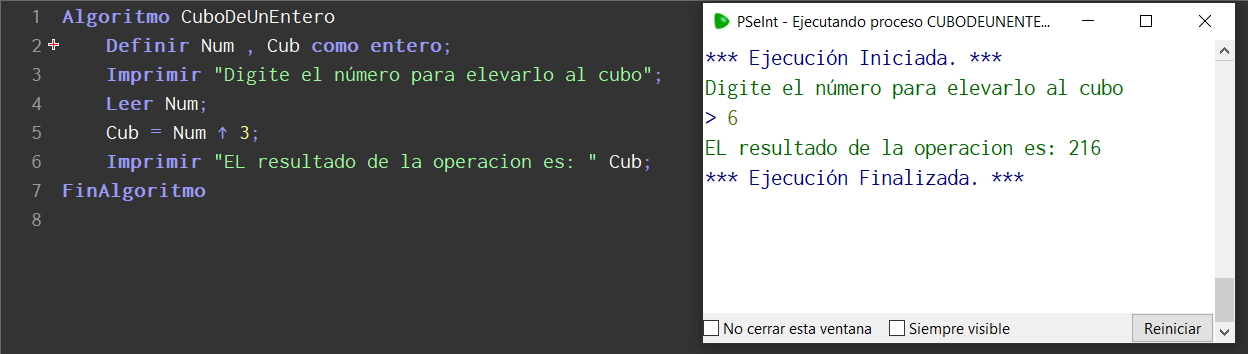 1 Algoritmo CuboDeUnEntero
2 Definir Num , Cub como entero;
3 Imprimir "Digite el número para elevarlo al cubo";
4 Leer Num;
5 Cub = Num ↑ 3;
6 Imprimir "EL resultado de la operacion es: " Cub;
7 FinAlgoritmo
8
PSeInt - Ejecutando proceso CUBODEUNENTE...
*** Ejecución Iniciada. ***
Digite el número para elevarlo al cubo
> 6
EL resultado de la operacion es: 216
*** Ejecución Finalizada. ***
No cerrar esta ventana Siempre visible Reiniciar